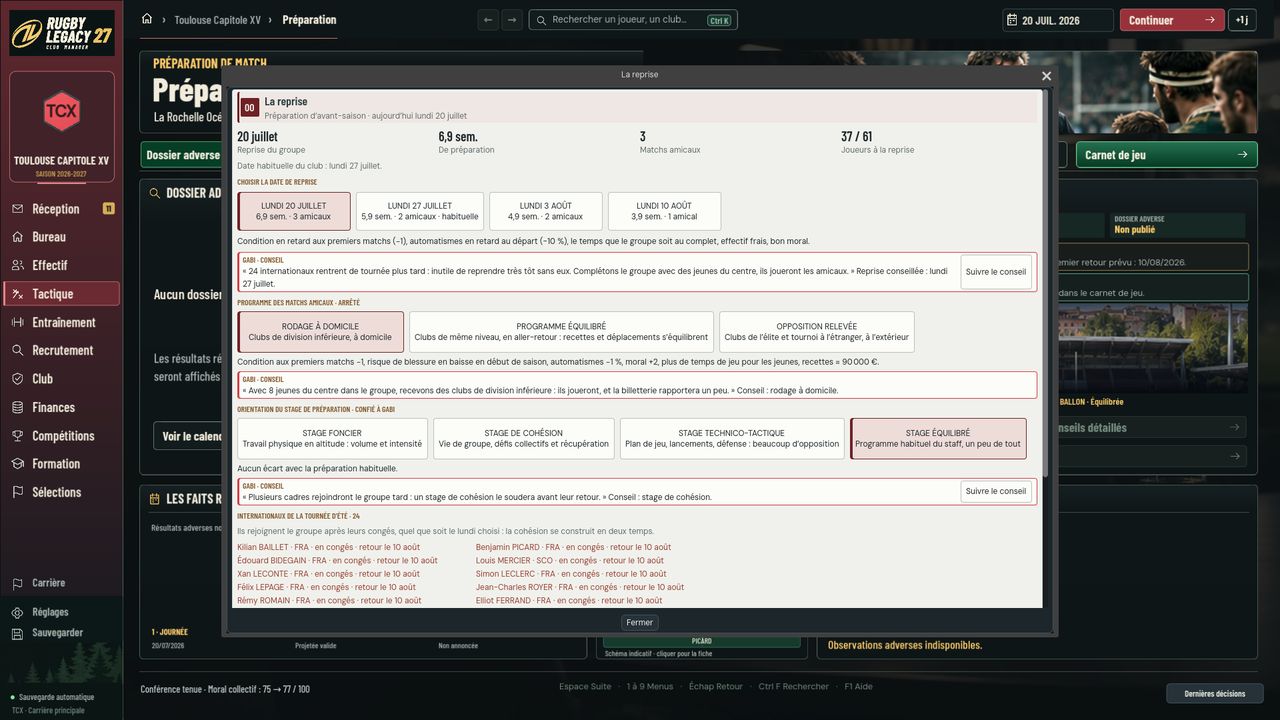 RUGBY
LEGACY 27
CLUB MANAGER
Toulouse Capitole XV
Préparation
Rechercher un joueur, un club...
Ctrl K
20 JUIL. 2026
Continuer
+1 j
TCX
TOULOUSE CAPITOLE XV
SAISON 2026-2027
Réception
11
Bureau
Effectif
Tactique
Entraînement
Recrutement
Club
Finances
Compétitions
Formation
Sélections
Carrière
Réglages
Sauvegarder
Sauvegarde automatique
TCX · Carrière principale
PRÉPARATION DE MATCH
Prépa
La Rochelle Océ
Dossier adverse
Carnet de jeu
DOSSIER AD
Aucun dossier
Les résultats ré
seront affichés
Voir le calend
LES FAITS R
Résultats adverses no
1 · JOURNÉE
20/07/2026
Projetée valide
Non annoncée
DOSSIER ADVERSE
Non publié
emier retour prévu : 10/08/2026.
dans le carnet de jeu.
BALLON · Équilibrée
nseils détaillés
PICARD
Schéma indicatif · cliquer pour la fiche
Observations adverses indisponibles.
La reprise
00
La reprise
Préparation d'avant-saison · aujourd'hui lundi 20 juillet
20 juillet
Reprise du groupe
6,9 sem.
De préparation
3
Matchs amicaux
37 / 61
Joueurs à la reprise
Date habituelle du club : lundi 27 juillet.
CHOISIR LA DATE DE REPRISE
LUNDI 20 JUILLET
6,9 sem. · 3 amicaux
LUNDI 27 JUILLET
5,9 sem. · 2 amicaux · habituelle
LUNDI 3 AOÛT
4,9 sem. · 2 amicaux
LUNDI 10 AOÛT
3,9 sem. · 1 amical
Condition en retard aux premiers matchs (−1), automatismes en retard au départ (−10 %), le temps que le groupe soit au complet, effectif frais, bon moral.
GABI · CONSEIL
« 24 internationaux rentrent de tournée plus tard : inutile de reprendre très tôt sans eux. Complétons le groupe avec des jeunes du centre, ils joueront les amicaux. » Reprise conseillée : lundi
27 juillet.
Suivre le conseil
PROGRAMME DES MATCHS AMICAUX · ARRÊTÉ
RODAGE À DOMICILE
Clubs de division inférieure, à domicile
PROGRAMME ÉQUILIBRÉ
Clubs de même niveau, en aller-retour : recettes et déplacements s'équilibrent
OPPOSITION RELEVÉE
Clubs de l'élite et tournoi à l'étranger, à l'extérieur
Condition aux premiers matchs −1, risque de blessure en baisse en début de saison, automatismes −1 %, moral +2, plus de temps de jeu pour les jeunes, recettes ≈ 90 000 €.
GABI · CONSEIL
« Avec 8 jeunes du centre dans le groupe, recevons des clubs de division inférieure : ils joueront, et la billetterie rapportera un peu. » Conseil : rodage à domicile.
ORIENTATION DU STAGE DE PRÉPARATION · CONFIÉ À GABI
STAGE FONCIER
Travail physique en altitude : volume et intensité
STAGE DE COHÉSION
Vie de groupe, défis collectifs et récupération
STAGE TECHNICO-TACTIQUE
Plan de jeu, lancements, défense : beaucoup d'opposition
STAGE ÉQUILIBRÉ
Programme habituel du staff, un peu de tout
Aucun écart avec la préparation habituelle.
GABI · CONSEIL
« Plusieurs cadres rejoindront le groupe tard : un stage de cohésion le soudera avant leur retour. » Conseil : stage de cohésion.
Suivre le conseil
INTERNATIONAUX DE LA TOURNÉE D'ÉTÉ · 24
Ils rejoignent le groupe après leurs congés, quel que soit le lundi choisi : la cohésion se construit en deux temps.
Kilian BAILLET · FRA · en congés · retour le 10 août
Benjamin PICARD · FRA · en congés · retour le 10 août
Édouard BIDEGAIN · FRA · en congés · retour le 10 août
Louis MERCIER · SCO · en congés · retour le 10 août
Xan LECONTE · FRA · en congés · retour le 10 août
Simon LECLERC · FRA · en congés · retour le 10 août
Félix LEPAGE · FRA · en congés · retour le 10 août
Jean-Charles ROYER · FRA · en congés · retour le 10 août
Rémy ROMAIN · FRA · en congés · retour le 10 août
Elliot FERRAND · FRA · en congés · retour le 10 août
Fermer
Conférence tenue · Moral collectif : 75 → 77 / 100
Espace Suite · 1 à 9 Menus · Échap Retour · Ctrl F Rechercher · F1 Aide
Dernières décisions